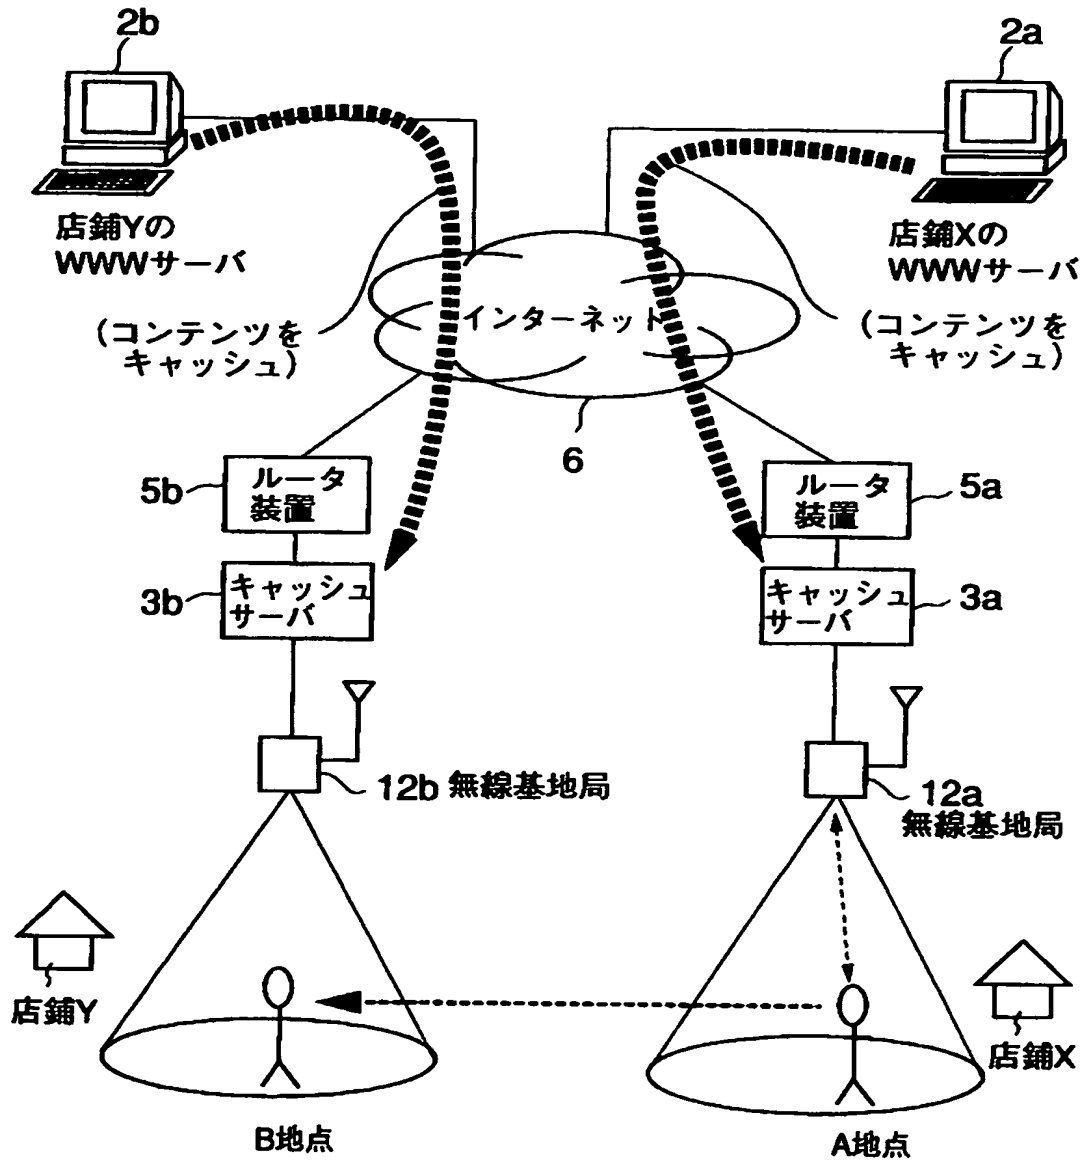 2b
2a
店鋪Yの
WWWサーバ
店鋪Xの
WWWサーバ
インターネット
(コンテンツを
キャッシュ)
(コンテンツを
キャッシュ)
6
5b
ルータ
装置
ルータ
装置
5a
3b
キャッシュ
サーバ
キャッシュ
サーバ
3a
12b 無線基地局
12a
無線基地局
店鋪Y
店鋪X
B地点
A地点